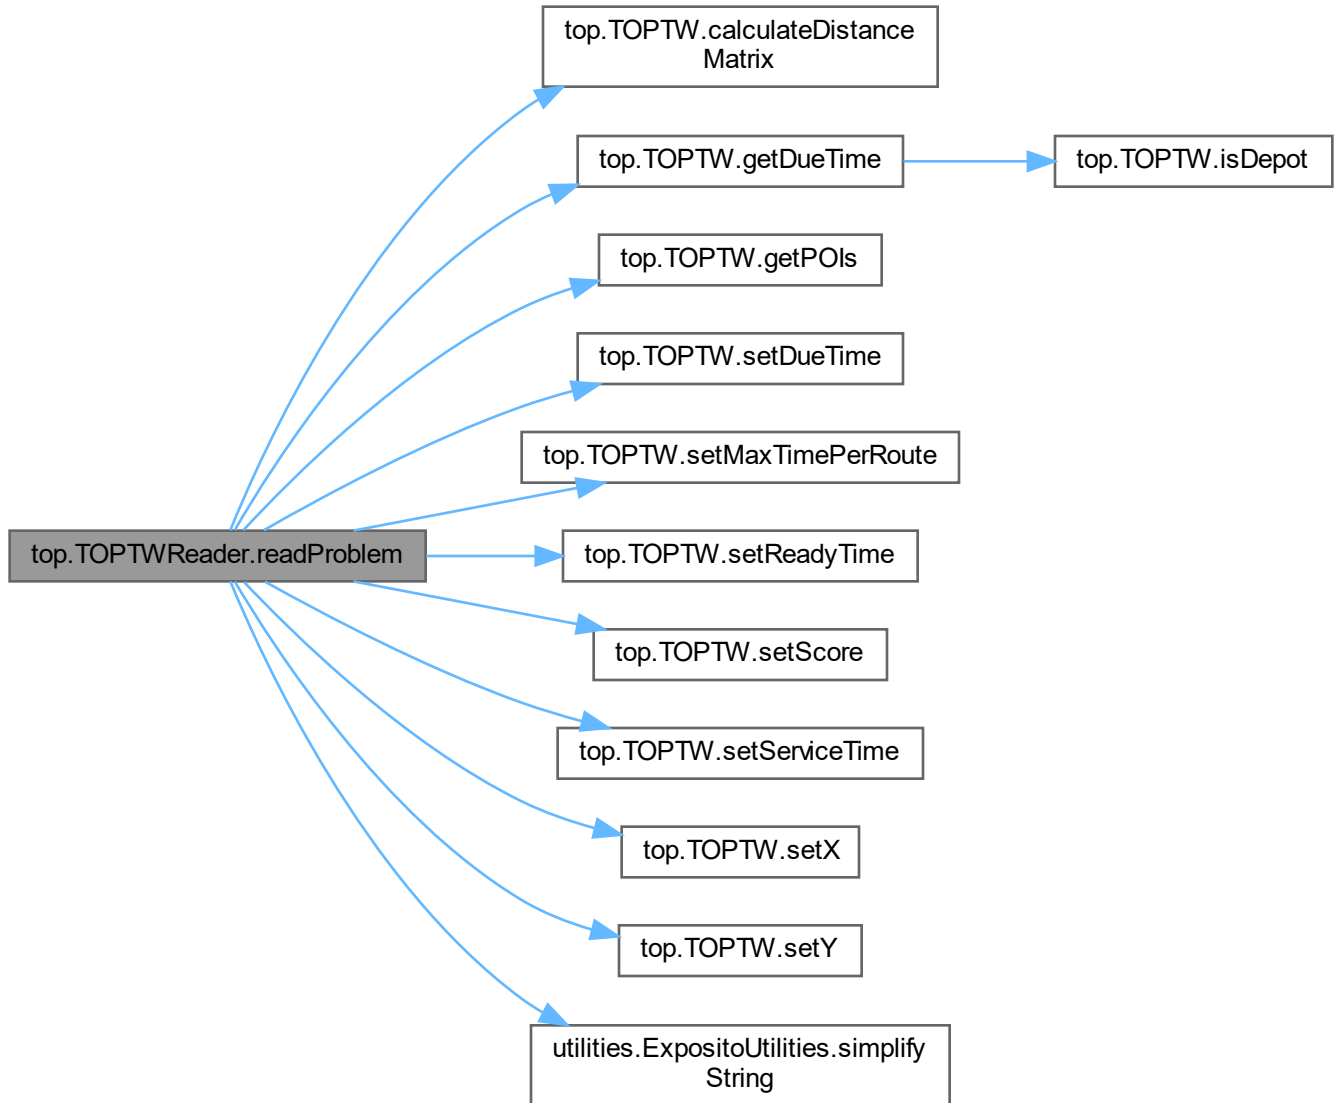 top.TOPTW.calculateDistance
Matrix
top.TOPTW.getDueTime
top.TOPTW.isDepot
top.TOPTW.getPOIs
top.TOPTW.setDueTime
top.TOPTW.setMaxTimePerRoute
top.TOPTWReader.readProblem
top.TOPTW.setReadyTime
top.TOPTW.setScore
top.TOPTW.setServiceTime
top.TOPTW.setX
top.TOPTW.setY
utilities.ExpositoUtilities.simplify
String